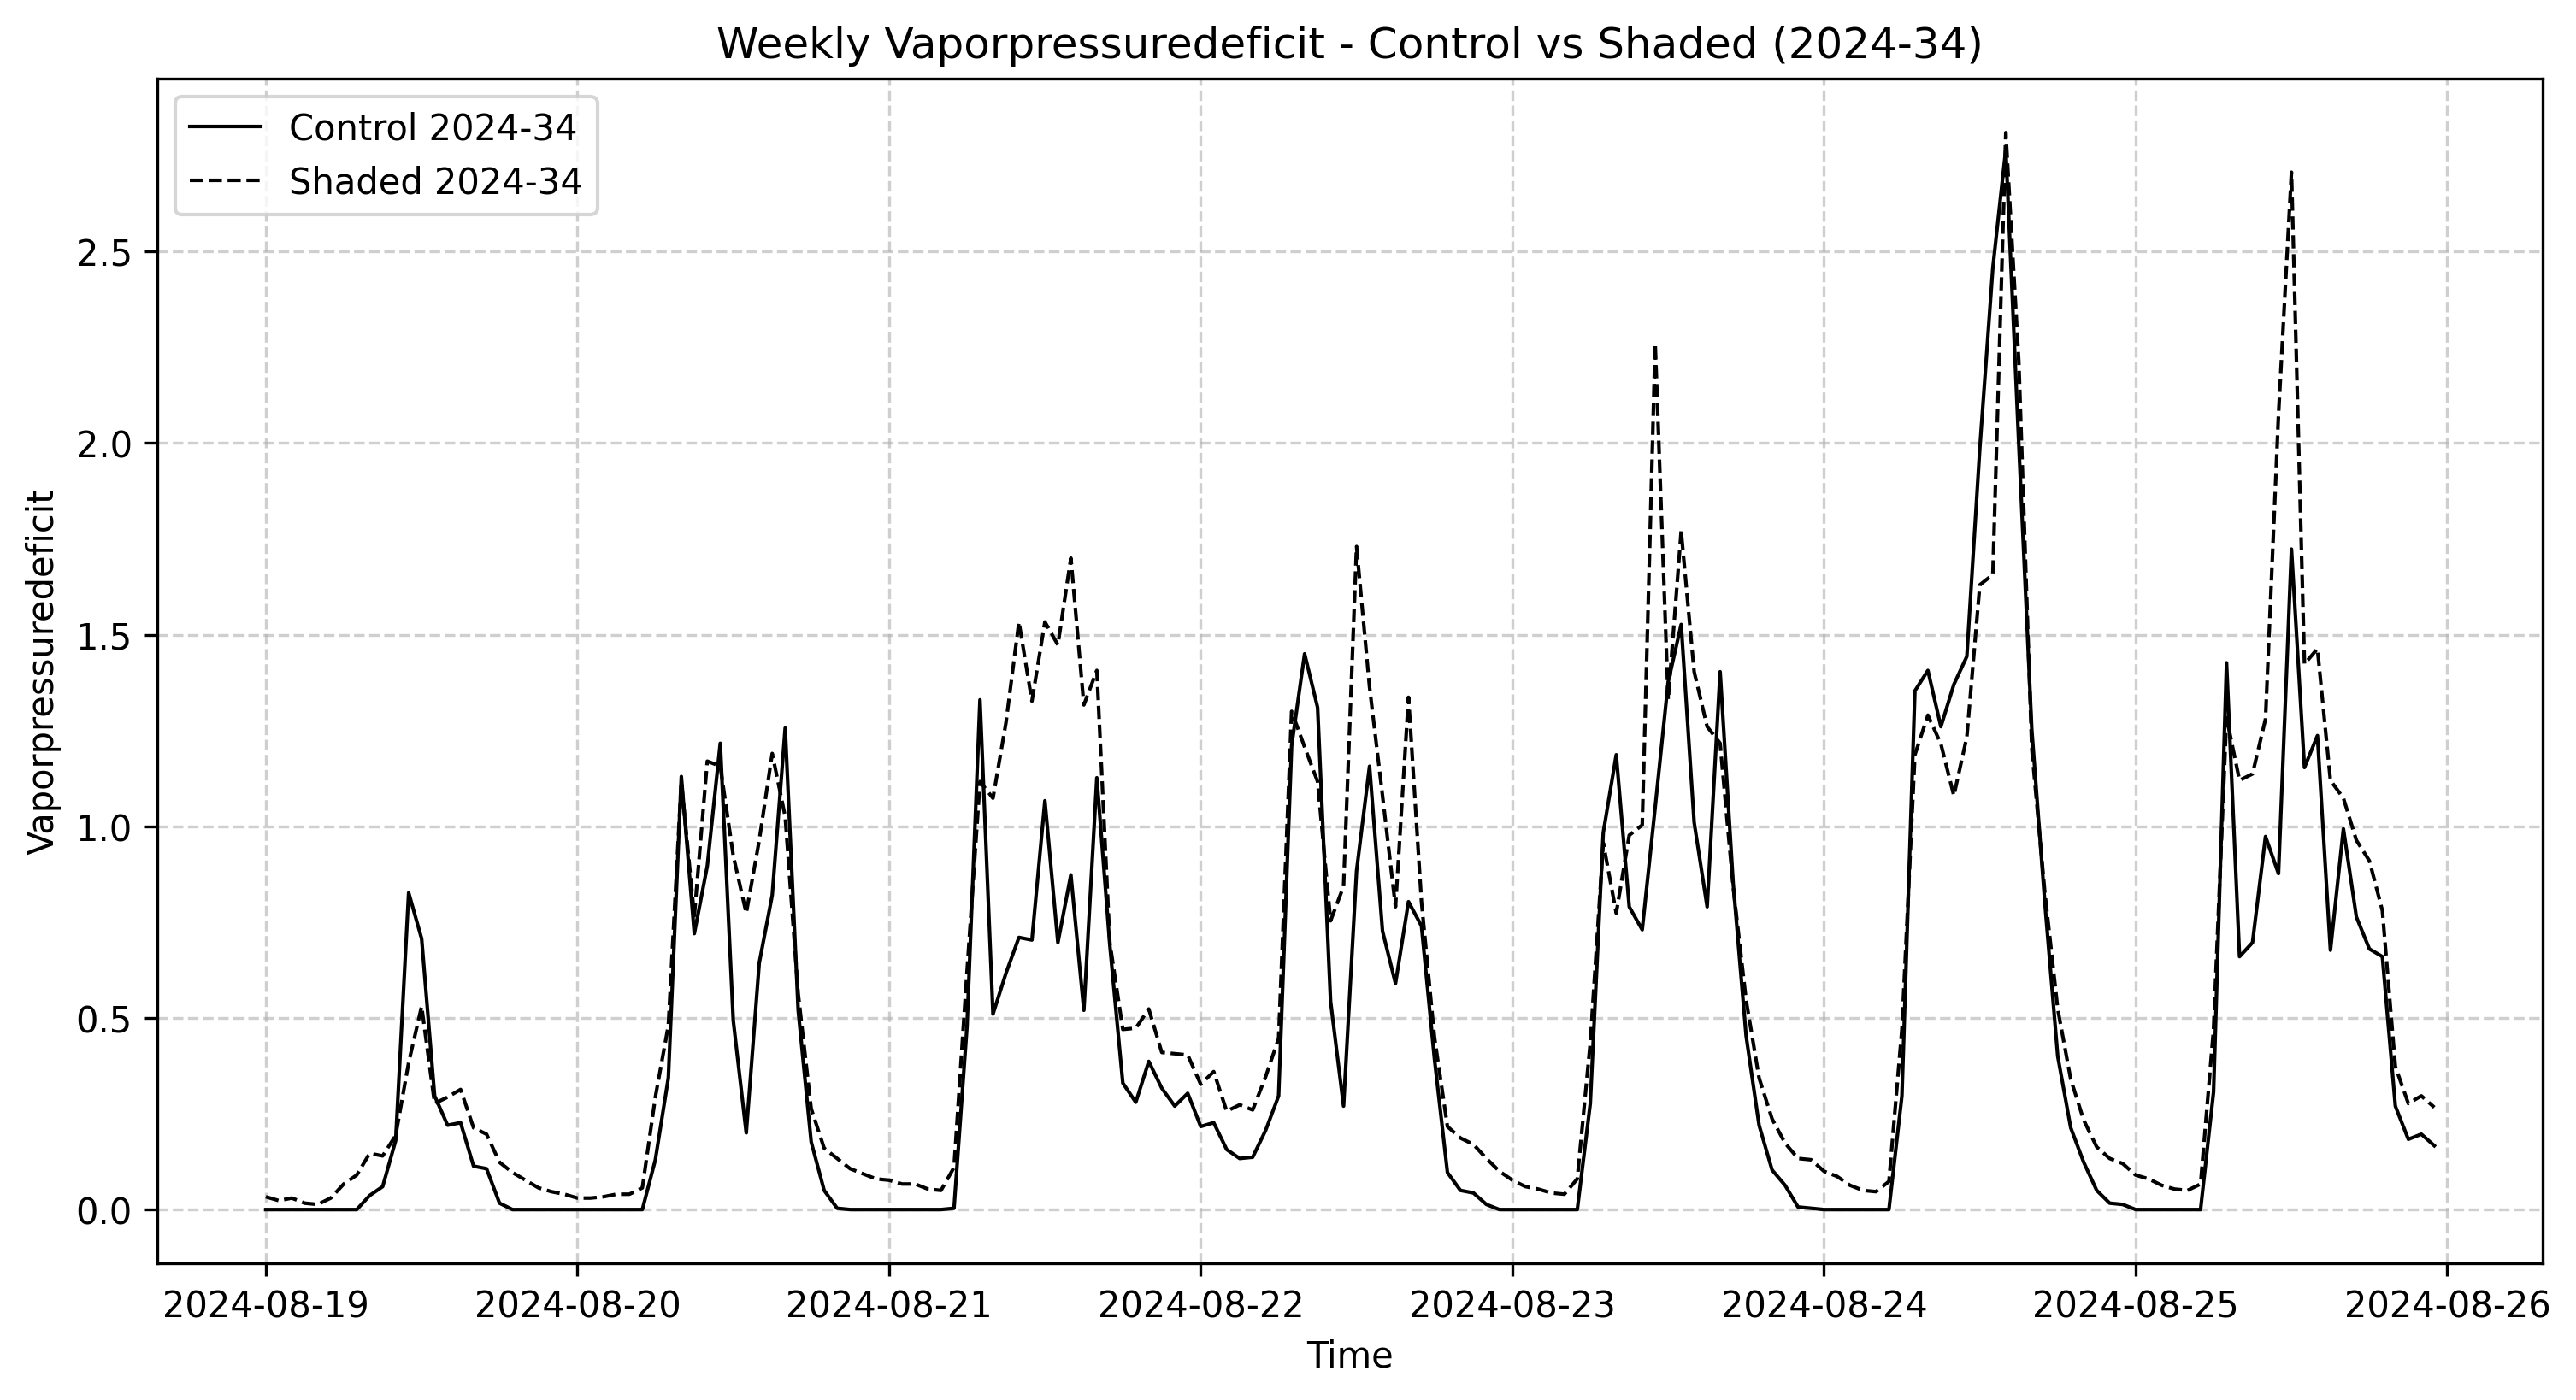 Weekly Vaporpressuredeficit - Control vs Shaded (2024-34)
Control 2024-34
Shaded 2024-34
Vaporpressuredeficit
2.5
2.0
1.5
1.0
0.5
0.0
2024-08-19 2024-08-20 2024-08-21 2024-08-22 2024-08-23 2024-08-24 2024-08-25 2024-08-26
Time